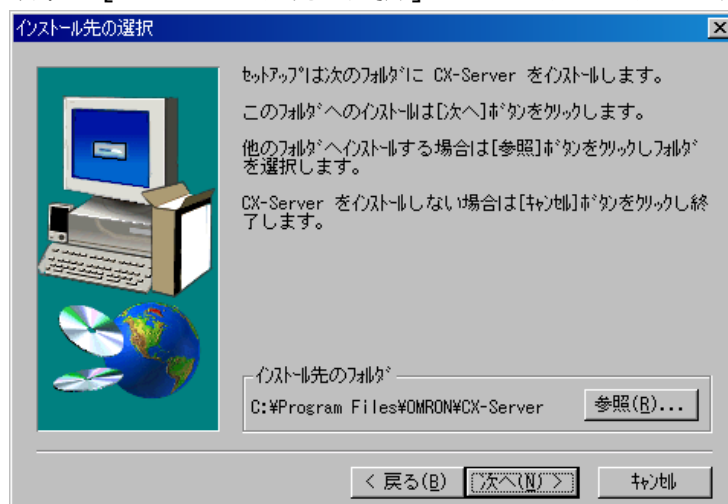 インストール先の選択
セットアップは次のフォルダに CX-Server をインストールします。
このフォルダへのインストールは[次へ]ボタンをクリックします。
他のフォルダへインストールする場合は[参照]ボタンをクリックしフォルダ
を選択します。
CX-Server をインストールしない場合は[キャンセル]ボタンをクリックし終
了します。
インストール先のフォルダ
C:¥Program Files¥OMRON¥CX-Server
参照(R)...
< 戻る(B)
次へ(N) >
キャンセル